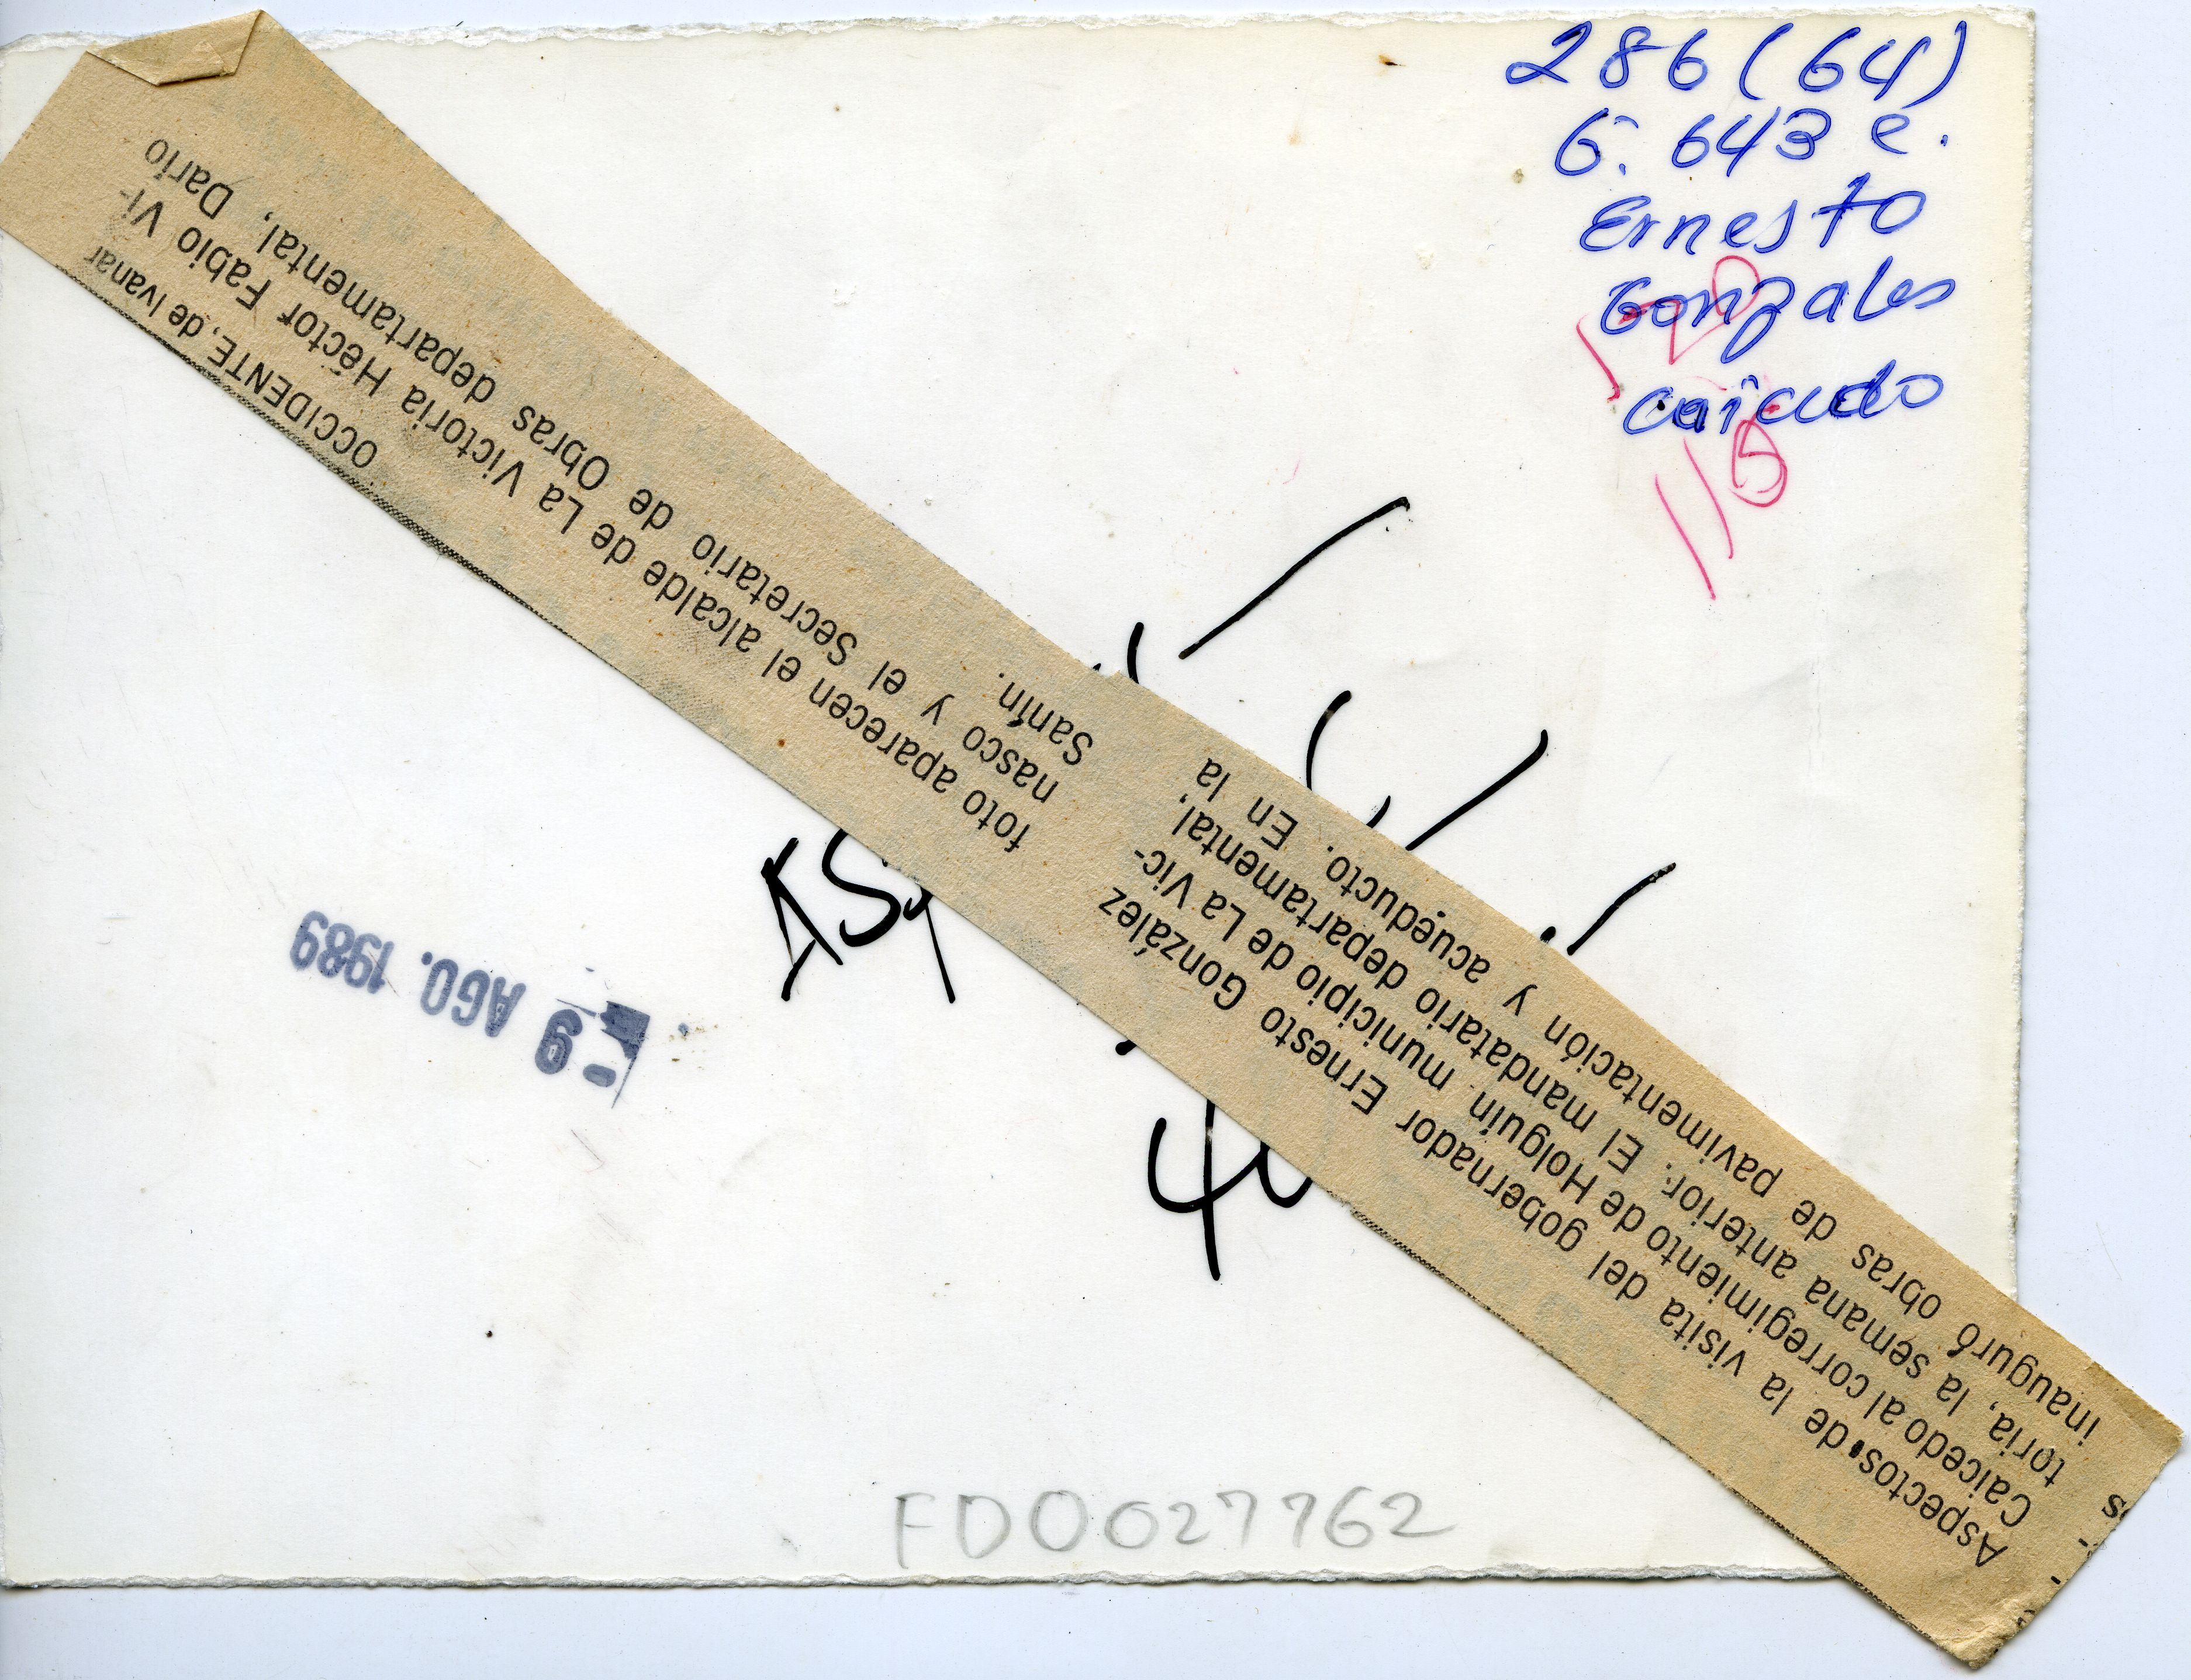 286 (64)
6. 643 e.
Ernesto
Gonzales
caicedo
115
Aspectos de la visita del gobernador Ernesto González
Caicedo al corregimiento de Holguín municipio de La Vic-
toria, la semana anterior. El mandatario departamental,
inauguró obras de pavimentación y acueducto. En la
foto aparecen el alcalde de La Victoria Héctor Fabio Vi-
nasco y el Secretario de Obras departamental, Darío
Sanín.
OCCIDENTE, de Ivanar
- 9 AGO. 1989
FD0027762